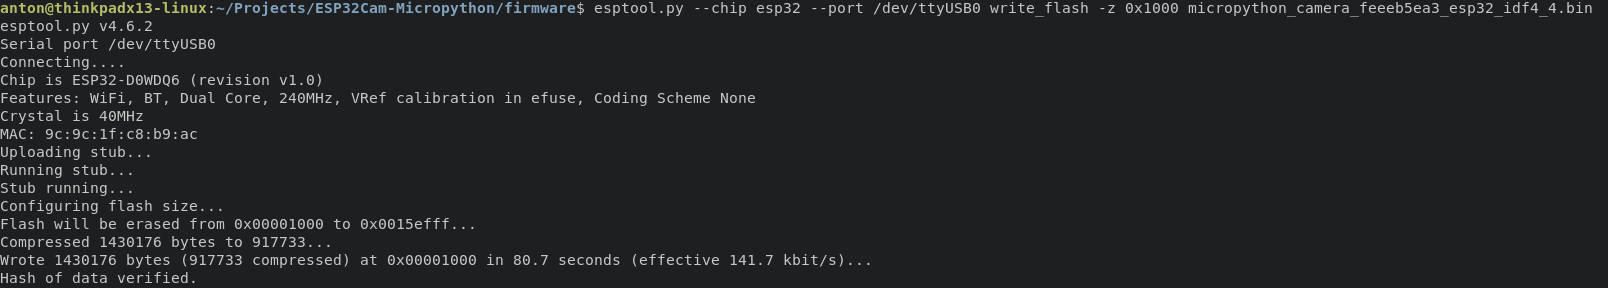 anton@thinkpadx13-linux:~/Projects/ESP32Cam-Micropython/firmware$ esptool.py --chip esp32 --port /dev/ttyUSB0 write_flash -z 0x1000 micropython_camera_feeeb5ea3_esp32_idf4_4.bin
esptool.py v4.6.2
Serial port /dev/ttyUSB0
Connecting....
Chip is ESP32-D0WDQ6 (revision v1.0)
Features: WiFi, BT, Dual Core, 240MHz, VRef calibration in efuse, Coding Scheme None
Crystal is 40MHz
MAC: 9c:9c:1f:c8:b9:ac
Uploading stub...
Running stub...
Stub running...
Configuring flash size...
Flash will be erased from 0x00001000 to 0x0015efff...
Compressed 1430176 bytes to 917733...
Wrote 1430176 bytes (917733 compressed) at 0x00001000 in 80.7 seconds (effective 141.7 kbit/s)...
Hash of data verified.